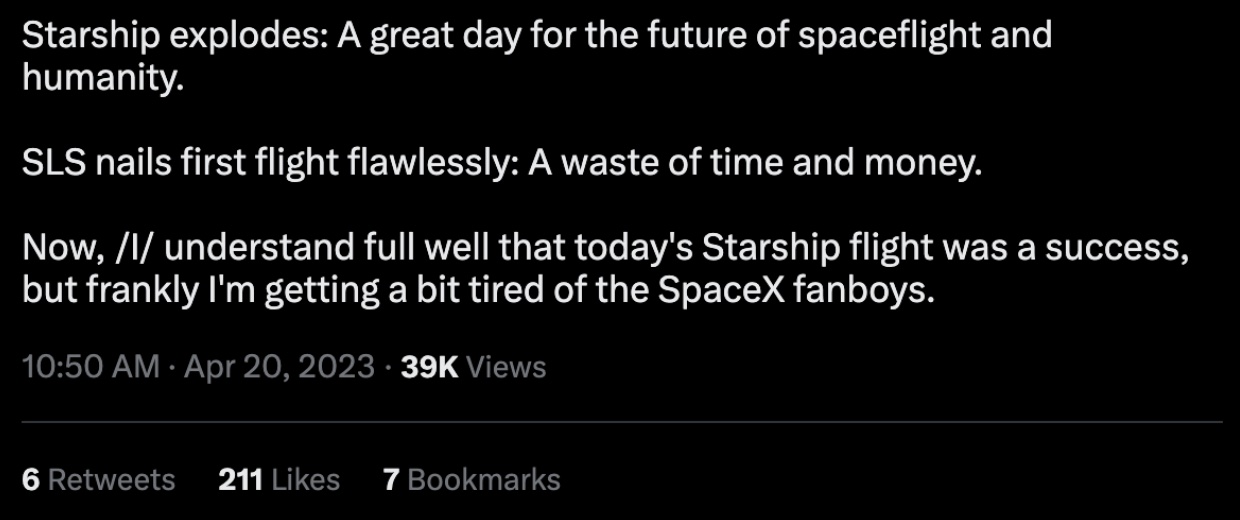 Starship explodes: A great day for the future of spaceflight and
humanity.
SLS nails first flight flawlessly: A waste of time and money.
Now, /I/ understand full well that today's Starship flight was a success,
but frankly I'm getting a bit tired of the SpaceX fanboys.
10:50 AM · Apr 20, 2023 · 39K Views
6 Retweets 211 Likes 7 Bookmarks